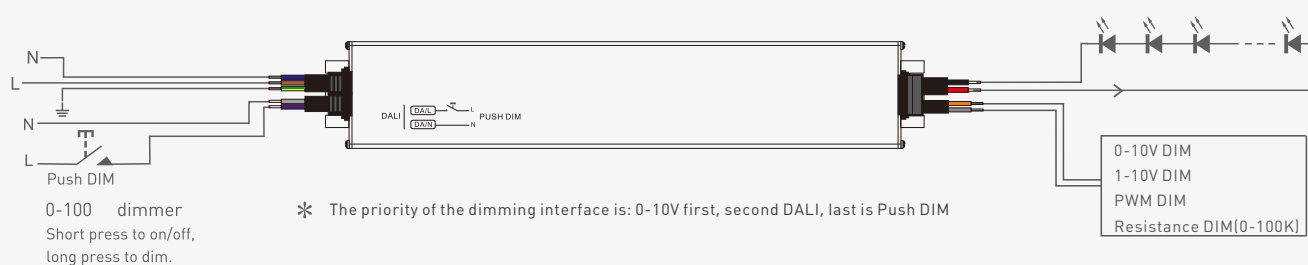 N
L
N
L
Push DIM
0-100 dimmer
Short press to on/off,
long press to dim.
DALI
DA/L
L
DA/N
N
PUSH DIM
✻ The priority of the dimming interface is: 0-10V first, second DALI, last is Push DIM
0-10V DIM
1-10V DIM
PWM DIM
Resistance DIM(0-100K)